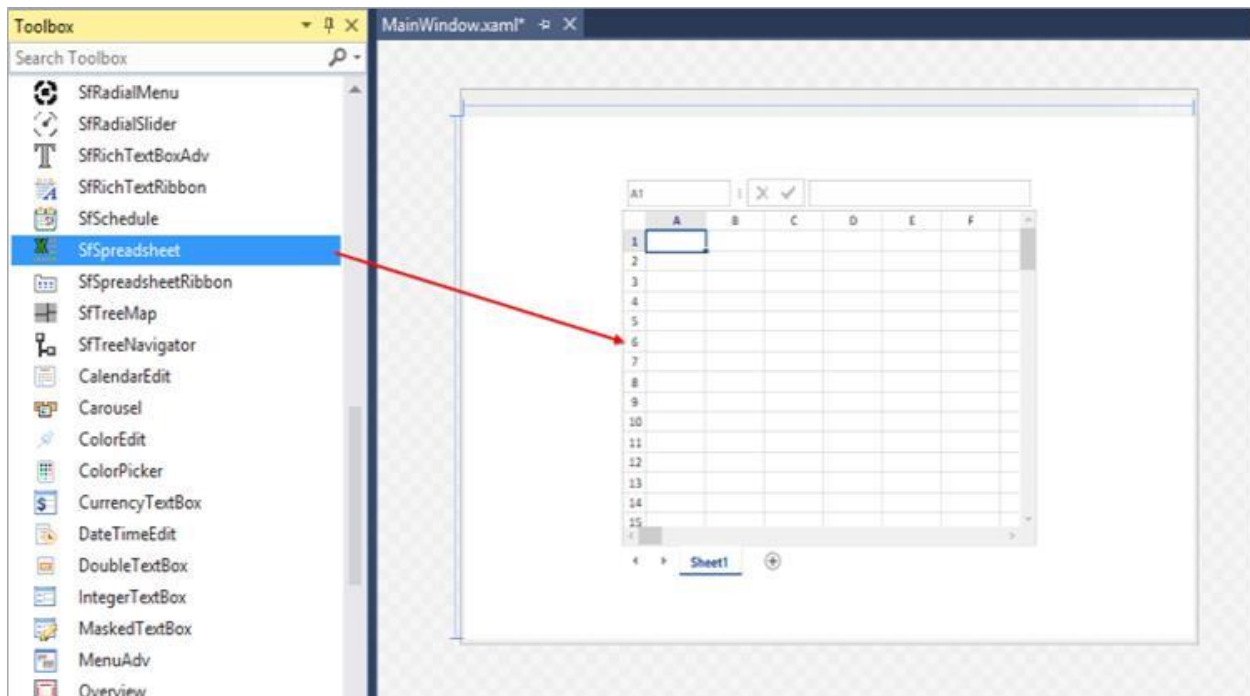 Toolbox
MainWindow.xaml*
Search Toolbox
SfRadialMenu
SfRadialSlider
SfRichTextBoxAdv
SfRichTextRibbon
SfSchedule
SfSpreadsheet
SfSpreadsheetRibbon
SfTreeMap
SfTreeNavigator
CalendarEdit
Carousel
ColorEdit
ColorPicker
CurrencyTextBox
DateTimeEdit
DoubleTextBox
IntegerTextBox
MaskedTextBox
MenuAdv
Overview
A1
A B C D E F
1
2
3
4
5
6
7
8
9
10
11
12
13
14
15
Sheet1